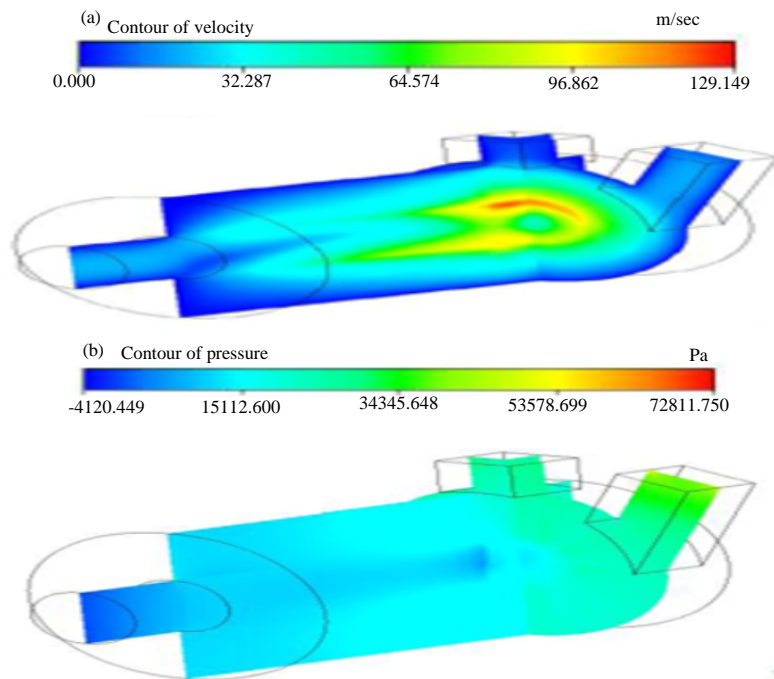 (a) Contour of velocity m/sec
0.000 32.287 64.574 96.862 129.149
(b) Contour of pressure Pa
-4120.449 15112.600 34345.648 53578.699 72811.750